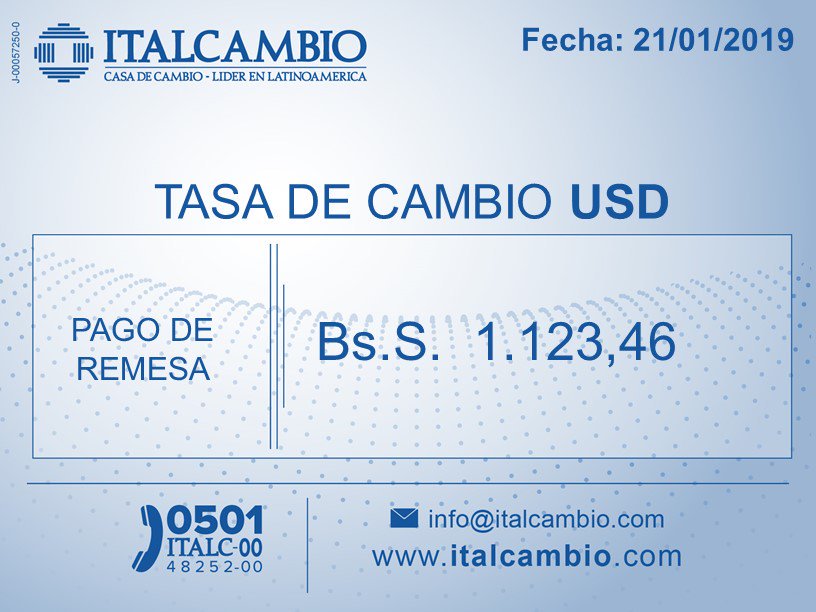 J-00057250-0
ITALCAMBIO
CASA DE CAMBIO - LIDER EN LATINOAMERICA
Fecha: 21/01/2019
TASA DE CAMBIO USD
PAGO DE
REMESA
Bs.S. 1.123,46
0501
ITALC-00
48252-00
info@italcambio.com
www.italcambio.com